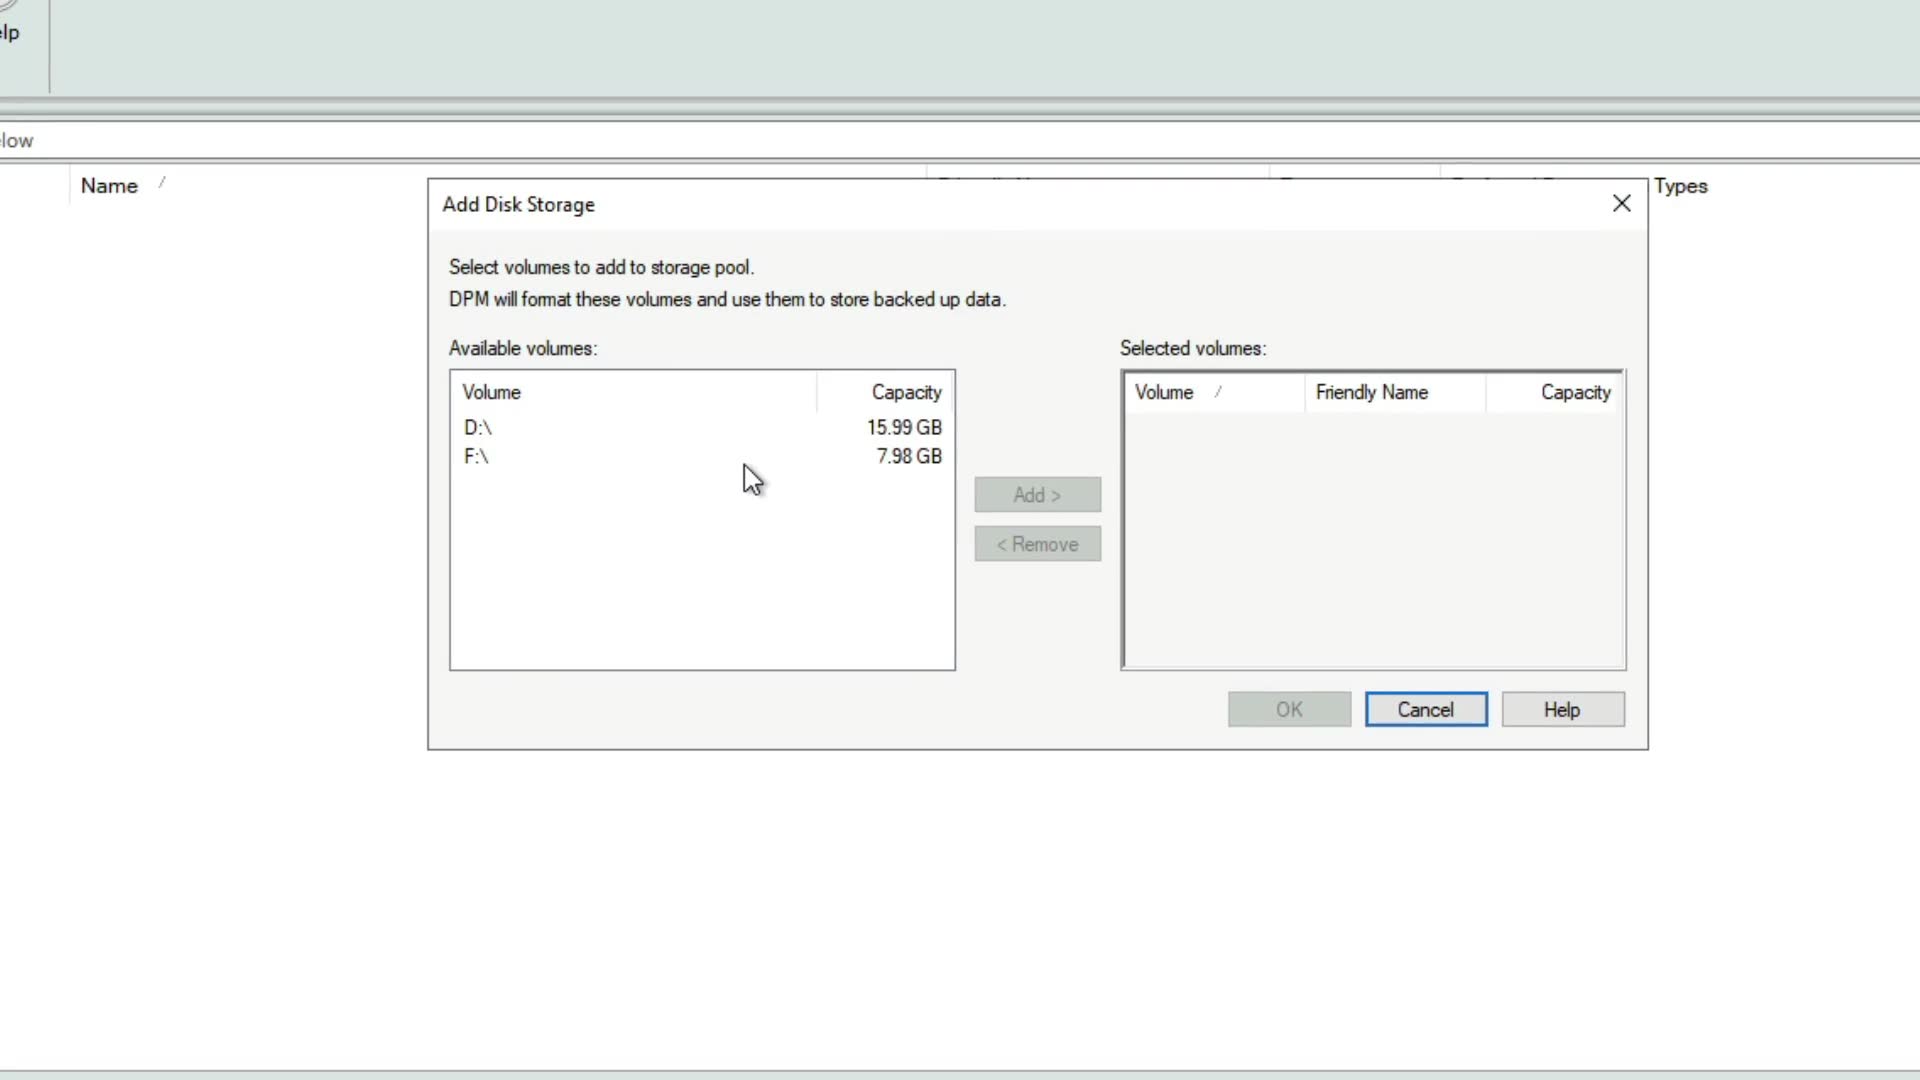 elp
elow
Name
Types
Add Disk Storage
Select volumes to add to storage pool.
DPM will format these volumes and use them to store backed up data.
Available volumes:
Selected volumes:
Volume Capacity
D:\ 15.99 GB
F:\ 7.98 GB
Add >
< Remove
Volume / Friendly Name Capacity
OK
Cancel
Help